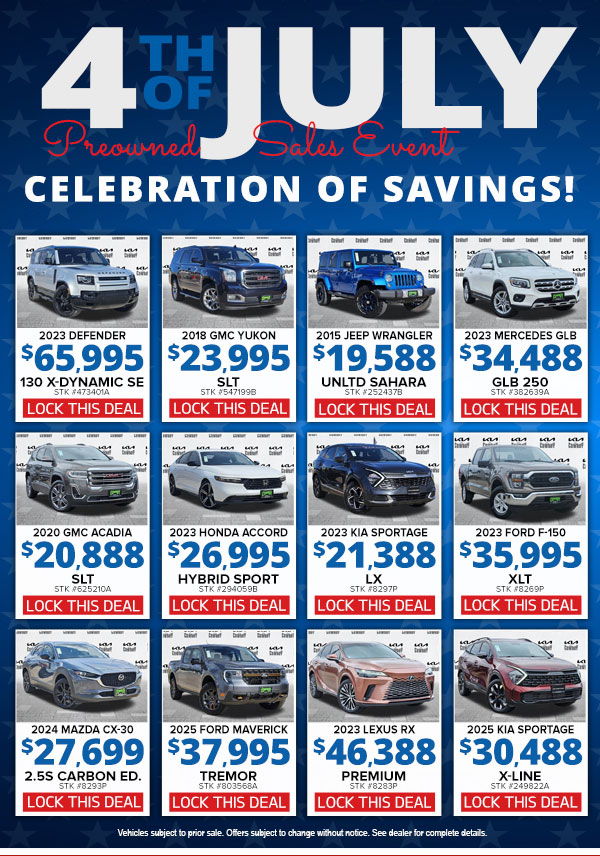 4TH OF JULY
Preowned Sales Event
CELEBRATION OF SAVINGS!
2023 DEFENDER
$65,995
130 X-DYNAMIC SE
STK #473401A
LOCK THIS DEAL
2018 GMC YUKON
$23,995
SLT
STK #547199B
LOCK THIS DEAL
2015 JEEP WRANGLER
$19,588
UNLTD SAHARA
STK #252437B
LOCK THIS DEAL
2023 MERCEDES GLB
$34,488
GLB 250
STK #382639A
LOCK THIS DEAL
2020 GMC ACADIA
$20,888
SLT
STK #625210A
LOCK THIS DEAL
2023 HONDA ACCORD
$26,995
HYBRID SPORT
STK #294059B
LOCK THIS DEAL
2023 KIA SPORTAGE
$21,388
LX
STK #8297P
LOCK THIS DEAL
2023 FORD F-150
$35,995
XLT
STK #8269P
LOCK THIS DEAL
2024 MAZDA CX-30
$27,699
2.5S CARBON ED.
STK #8293P
LOCK THIS DEAL
2025 FORD MAVERICK
$37,995
TREMOR
STK #803568A
LOCK THIS DEAL
2023 LEXUS RX
$46,388
PREMIUM
STK #8283P
LOCK THIS DEAL
2025 KIA SPORTAGE
$30,488
X-LINE
STK #249822A
LOCK THIS DEAL
Vehicles subject to prior sale. Offers subject to change without notice. See dealer for complete details.